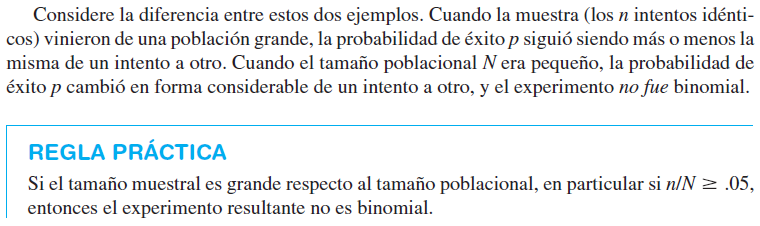 Considere la diferencia entre estos dos ejemplos. Cuando la muestra (los n intentos idénti-
cos) vinieron de una población grande, la probabilidad de éxito p siguió siendo más o menos la
misma de un intento a otro. Cuando el tamaño poblacional N era pequeño, la probabilidad de
éxito p cambió en forma considerable de un intento a otro, y el experimento no fue binomial.
REGLA PRÁCTICA
Si el tamaño muestral es grande respecto al tamaño poblacional, en particular si n/N ≥ .05,
entonces el experimento resultante no es binomial.